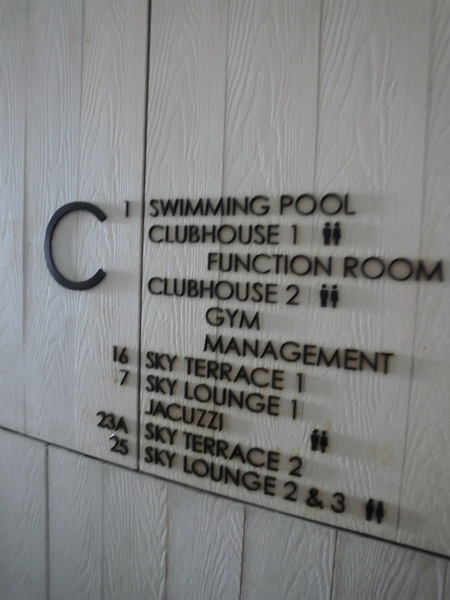 C
1 SWIMMING POOL
CLUBHOUSE 1
FUNCTION ROOM
CLUBHOUSE 2
GYM
MANAGEMENT
16 SKY TERRACE 1
7 SKY LOUNGE 1
JACUZZI
23A SKY TERRACE 2
25 SKY LOUNGE 2 & 3